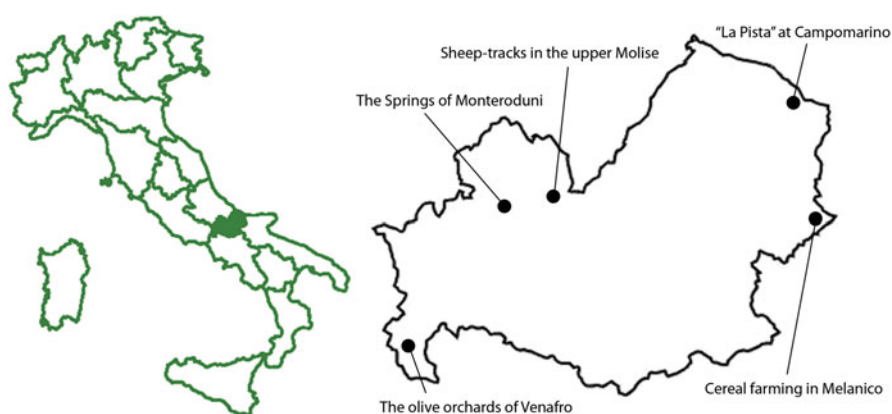 "La Pista" at Campomarino
Sheep-tracks in the upper Molise
The Springs of Monteroduni
Cereal farming in Melanico
The olive orchards of Venafro